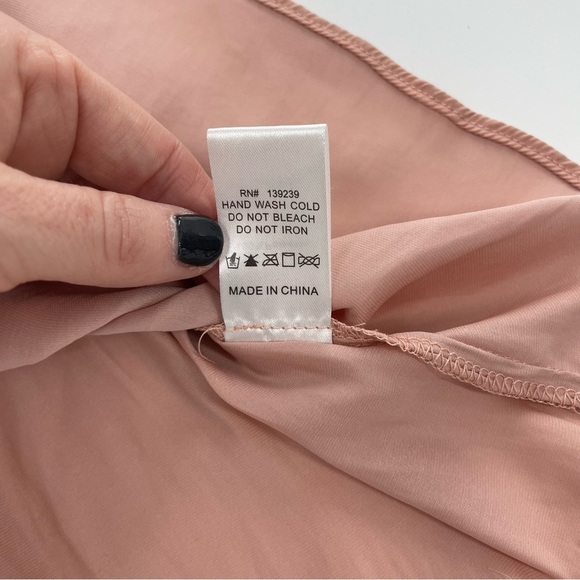 RN# 139239
HAND WASH COLD
DO NOT BLEACH
DO NOT IRON
MADE IN CHINA